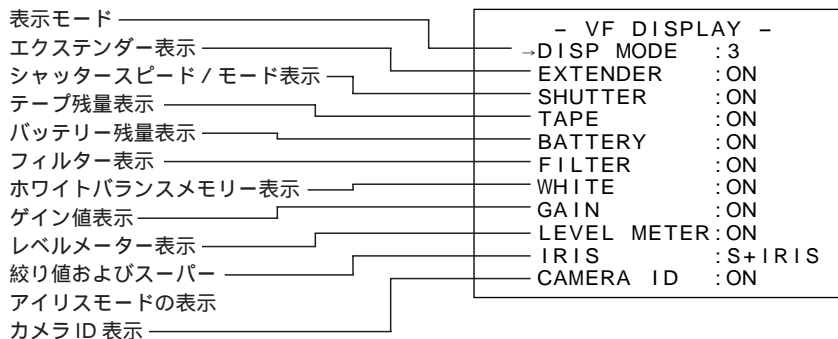 表示モード
エクステンダー表示
シャッタースピード / モード表示
テープ残量表示
バッテリー残量表示
フィルター表示
ホワイトバランスメモリー表示
ゲイン値表示
レベルメーター表示
絞り値およびスーパー
アイリスモードの表示
カメラID 表示
– VF DISPLAY –
→DISP MODE :3
EXTENDER :ON
SHUTTER :ON
TAPE :ON
BATTERY :ON
FILTER :ON
WHITE :ON
GAIN :ON
LEVEL METER:ON
IRIS :S+IRIS
CAMERA ID :ON